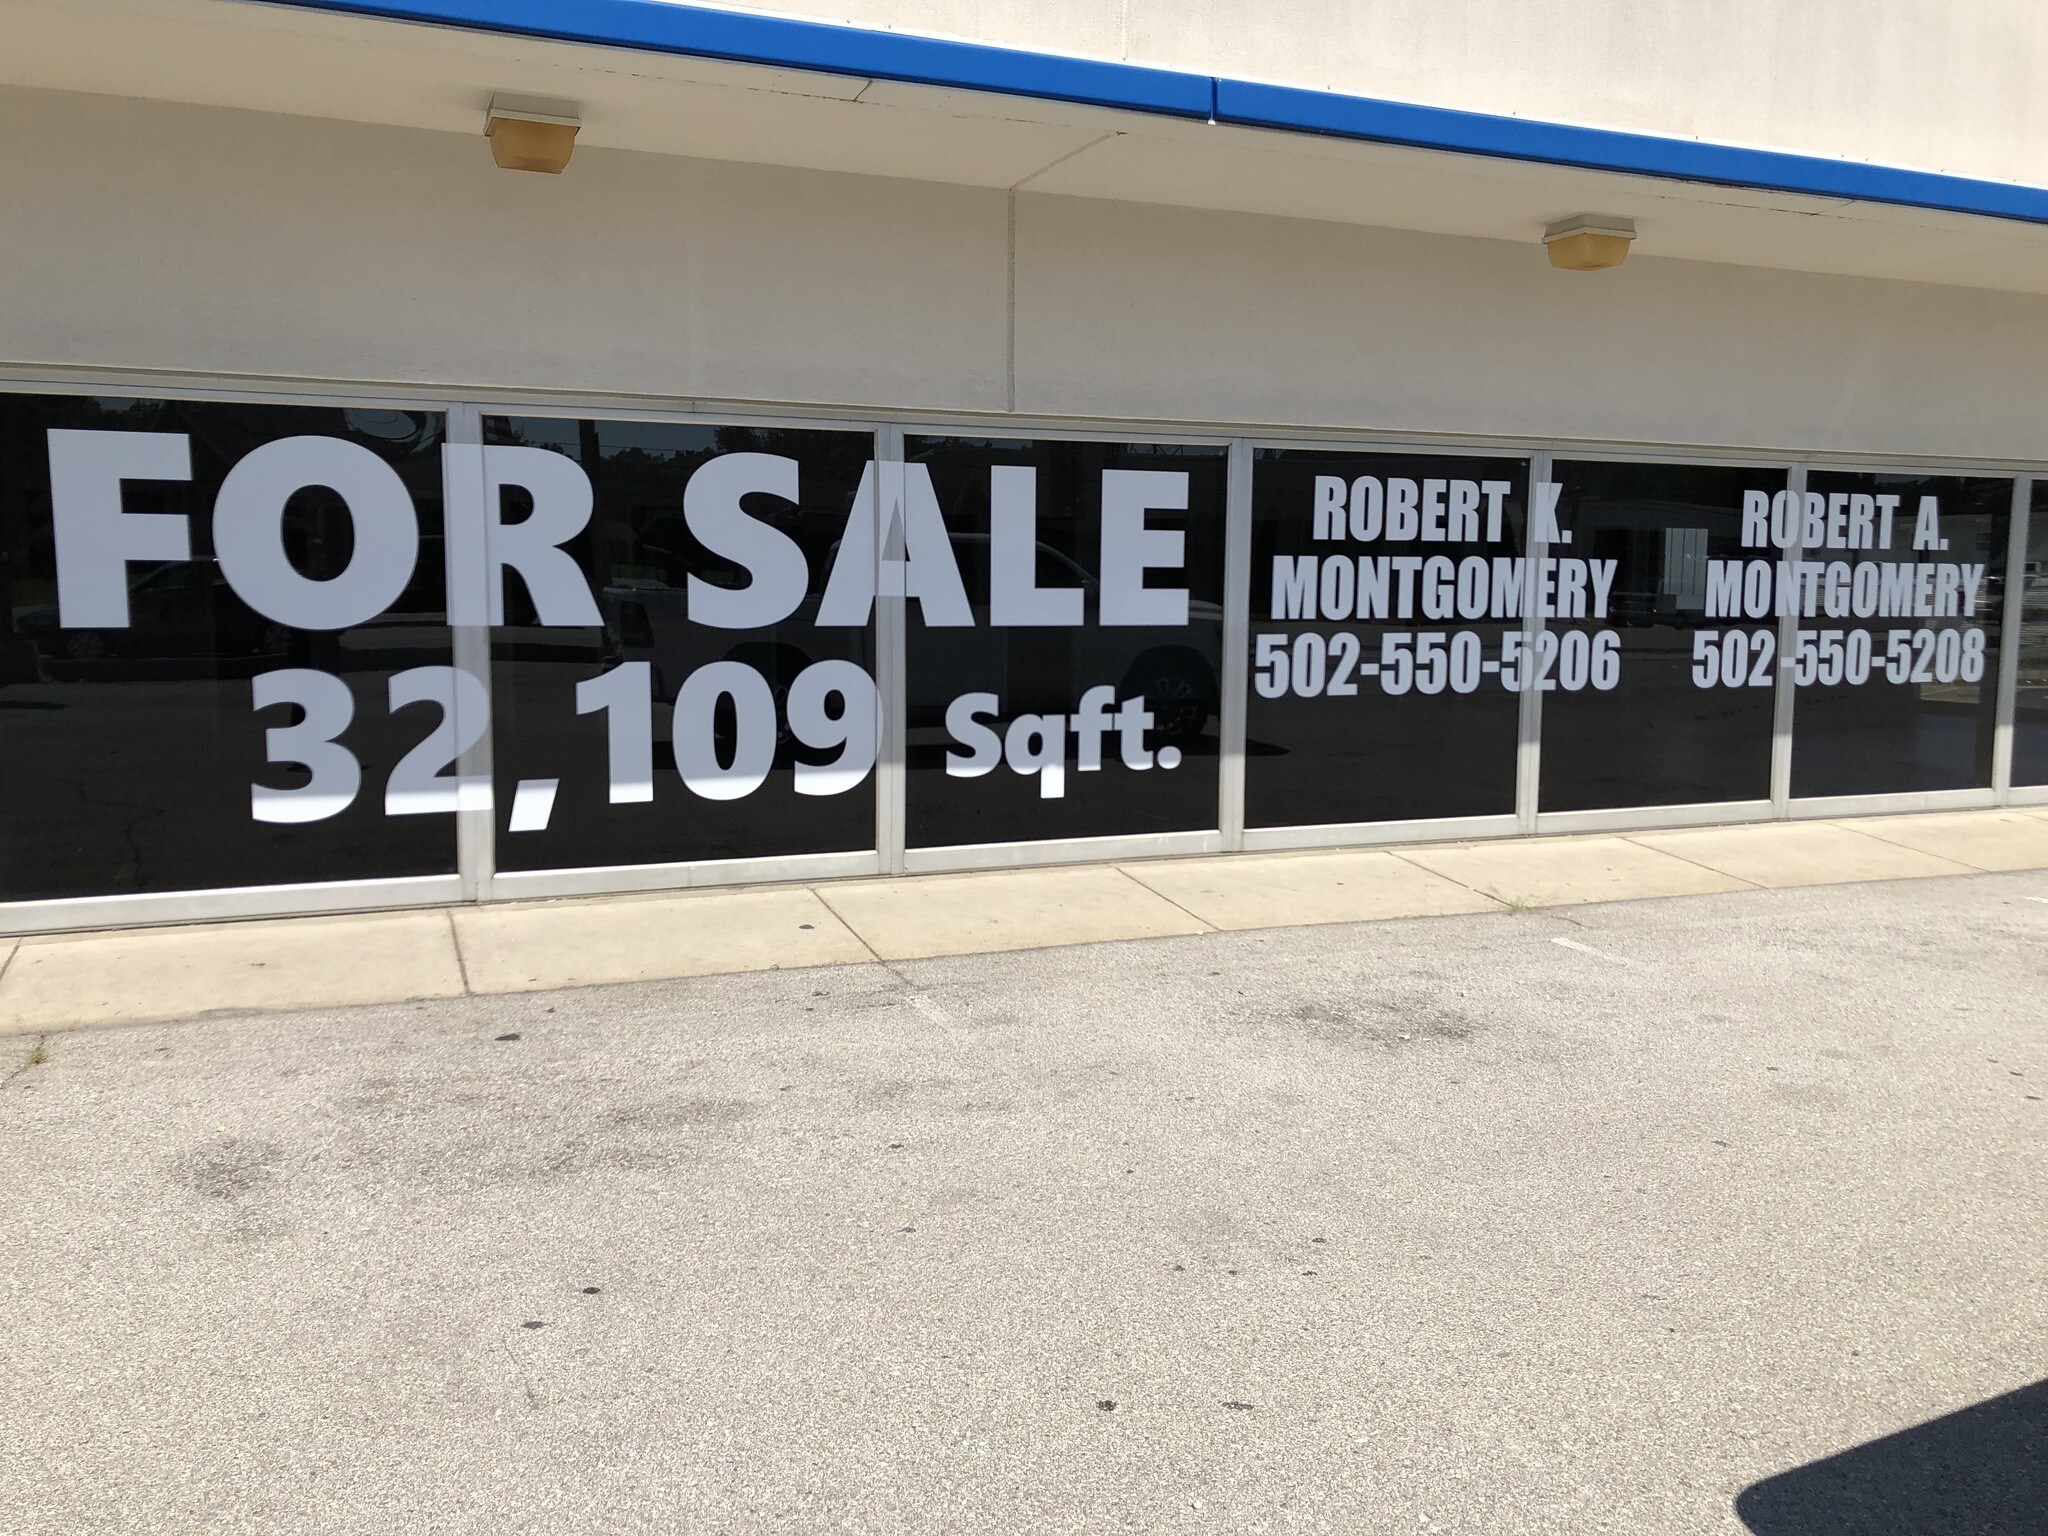 FOR SALE
32,109 Sqft.
ROBERT K.
MONTGOMERY
502-550-5206
ROBERT A.
MONTGOMERY
502-550-5208